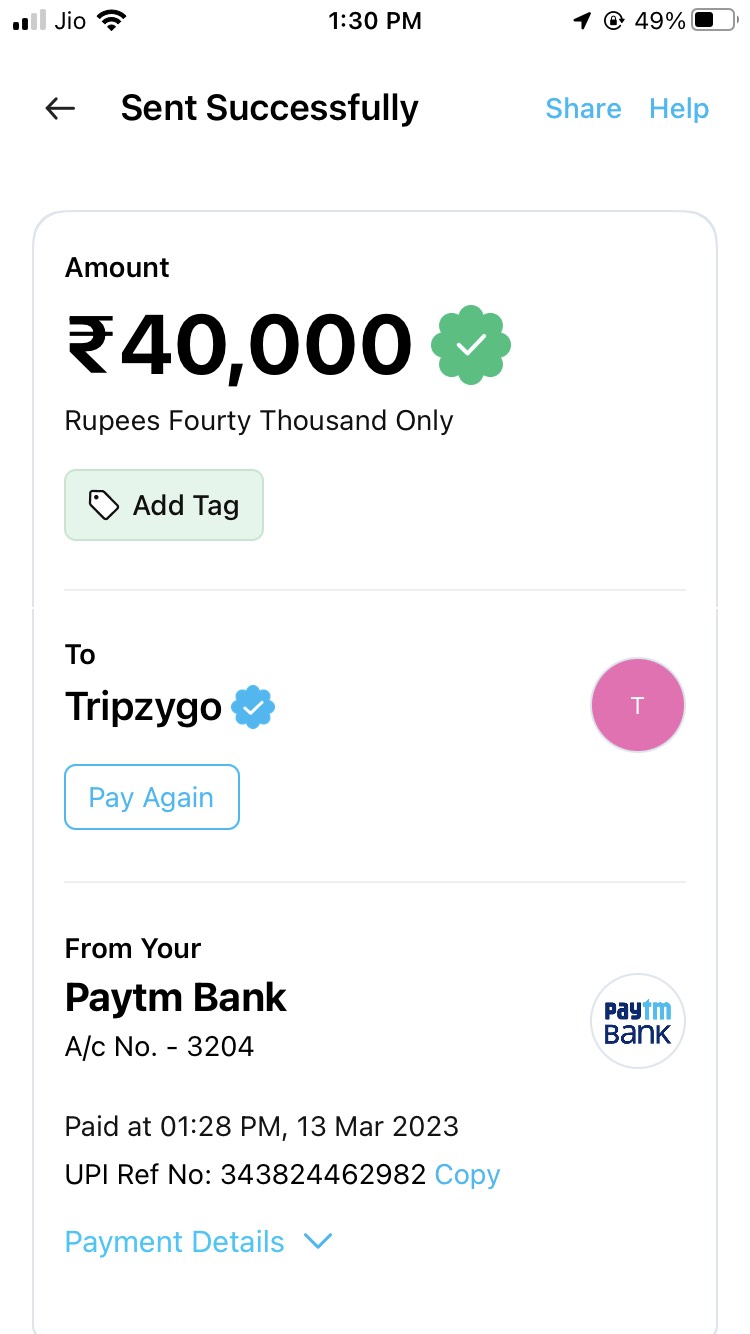 Jio 1:30 PM 49%
Sent Successfully Share Help
Amount
₹40,000
Rupees Fourty Thousand Only
Add Tag
To
Tripzygo
T
Pay Again
From Your
Paytm Bank
A/c No. - 3204
paytm
BANK
Paid at 01:28 PM, 13 Mar 2023
UPI Ref No: 343824462982 Copy
Payment Details